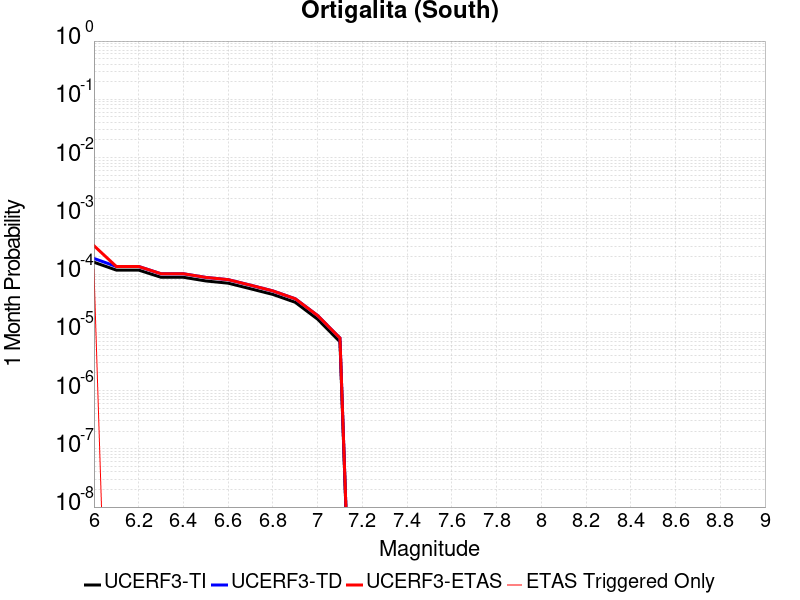 Ortigalita (South)
10^0
10^-1
10^-2
10^-3
10^-4
10^-5
10^-6
10^-7
10^-8
1 Month Probability
6 6.2 6.4 6.6 6.8 7 7.2 7.4 7.6 7.8 8 8.2 8.4 8.6 8.8 9
Magnitude
UCERF3-TI UCERF3-TD UCERF3-ETAS ETAS Triggered Only